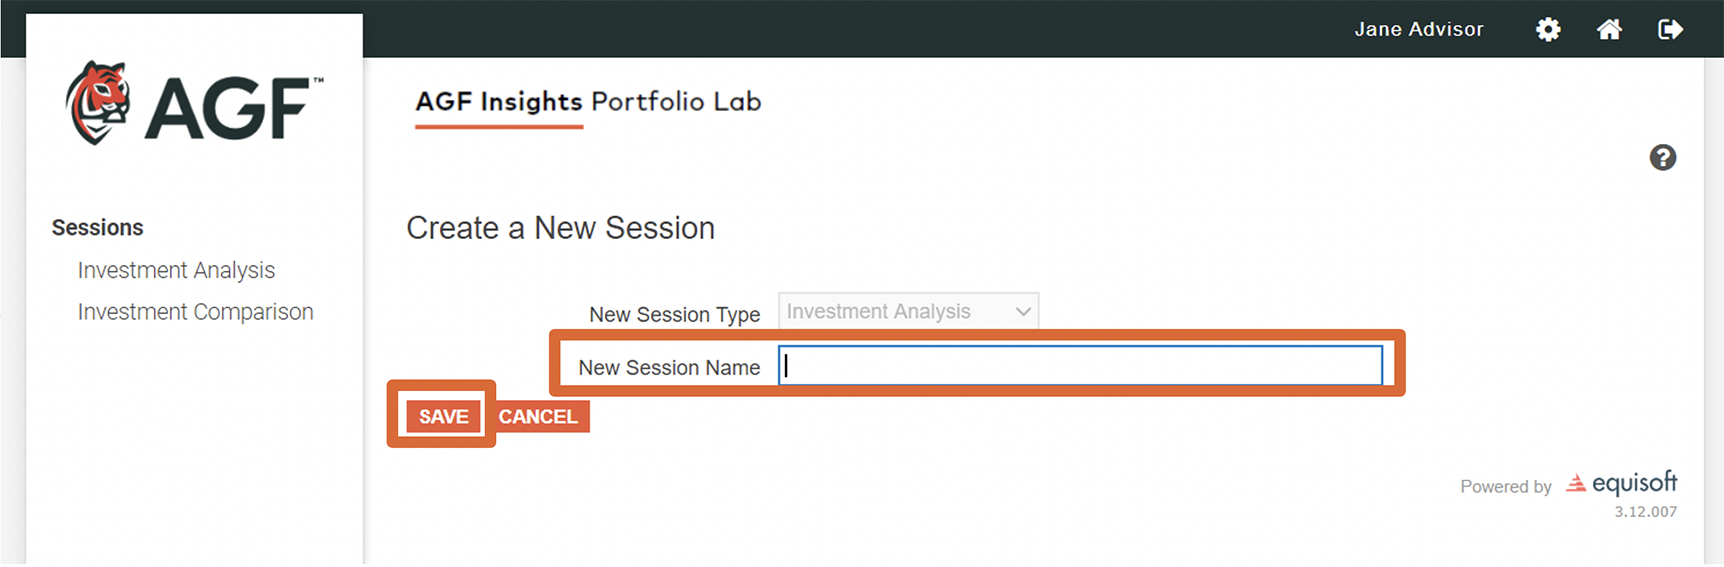 Jane Advisor
AGF™
AGF Insights Portfolio Lab
?
Sessions
Investment Analysis
Investment Comparison
Create a New Session
New Session Type Investment Analysis
New Session Name
SAVE CANCEL
Powered by equisoft
3.12.007